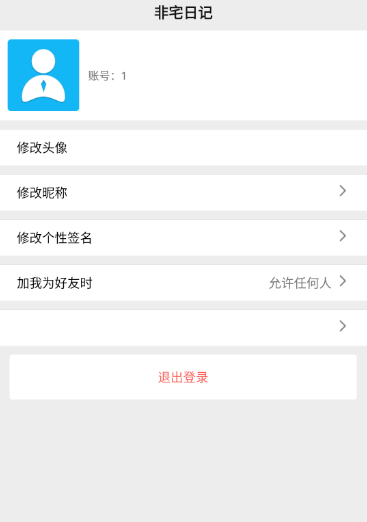 非宅日记
账号：1
修改头像
修改昵称
修改个性签名
加我为好友时 允许任何人
退出登录